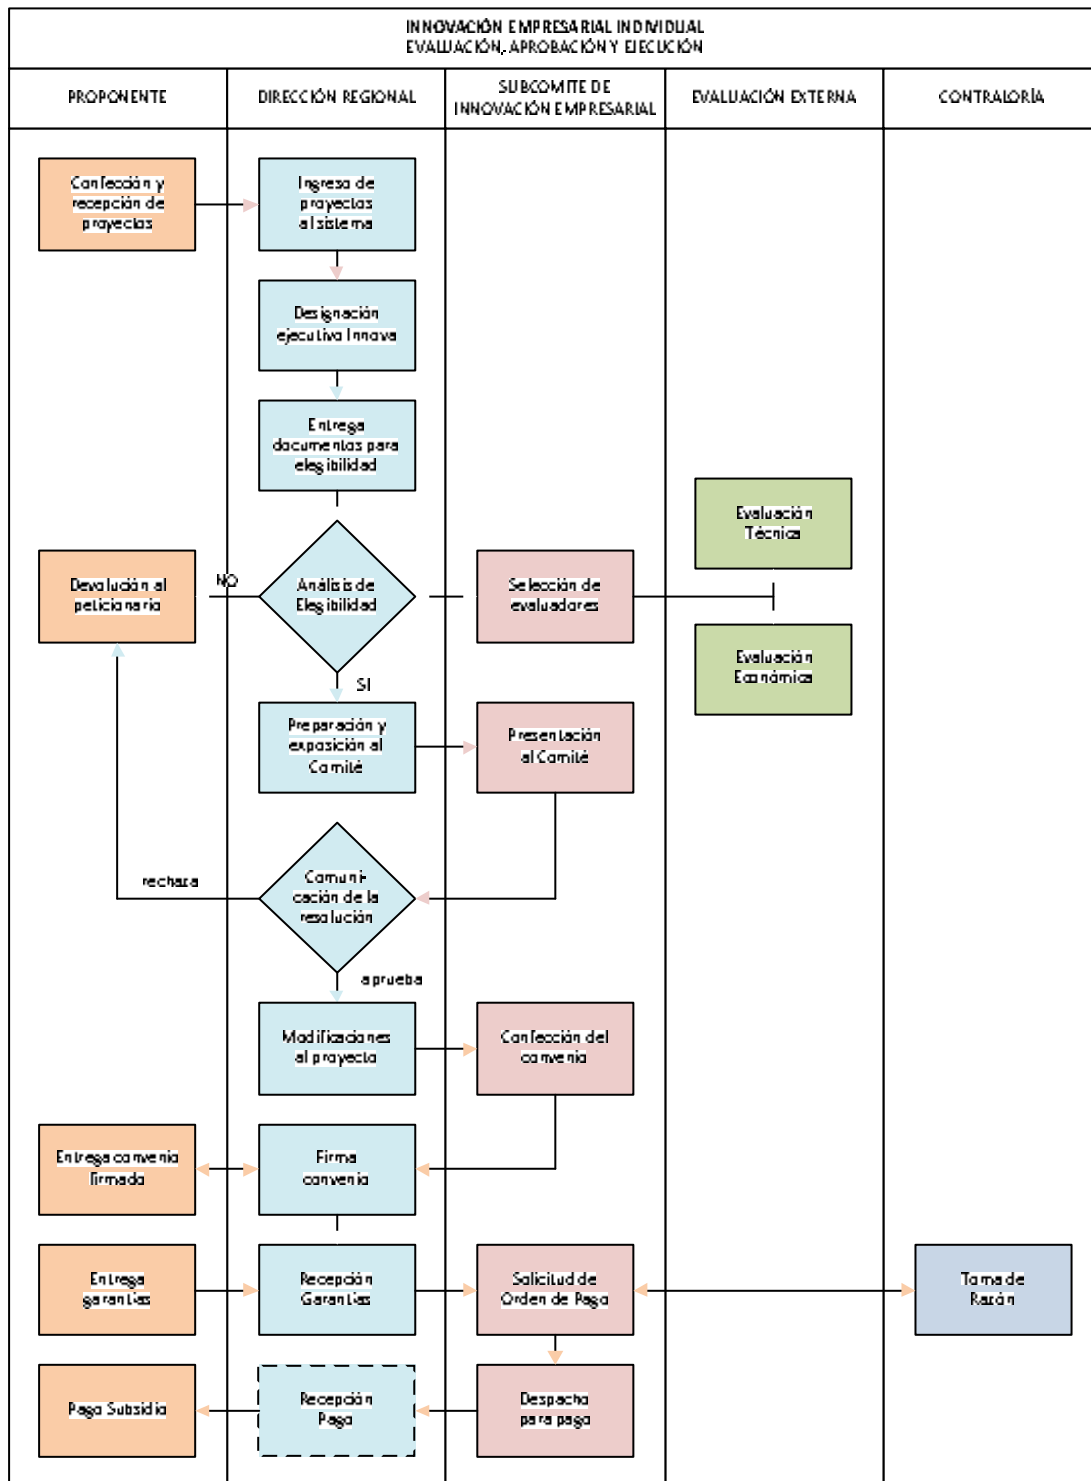 INNOVACIÓN EMPRESARIAL INDIVIDUAL
EVALUACIÓN, APROBACIÓN Y EJECUCIÓN
PROPONENTE
DIRECCIÓN REGIONAL
SUBCOMITE DE
INNOVACIÓN EMPRESARIAL
EVALUACIÓN EXTERNA
CONTRALORÍA
Confección y
recepción de
proyectos
Ingreso de
proyectos
al sistema
Designación
ejecutivo Innova
Entrega
documentos para
elegibilidad
Evaluación
Técnica
Devolución al
peticionario
NO
Análisis de
Elegibilidad
Selección de
evaluadores
Evaluación
Económica
SI
Preparación y
exposición al
Comité
Presentación
al Comité
rechaza
Comuni-
cación de la
resolución
aprueba
Modificaciones
al proyecto
Confección del
convenio
Entrega convenio
firmado
Firma
convenio
Entrega
garantías
Recepción
Garantías
Solicitud de
Orden de Pago
Toma de
Razón
Pago Subsidio
Recepción
Pago
Despacho
para pago